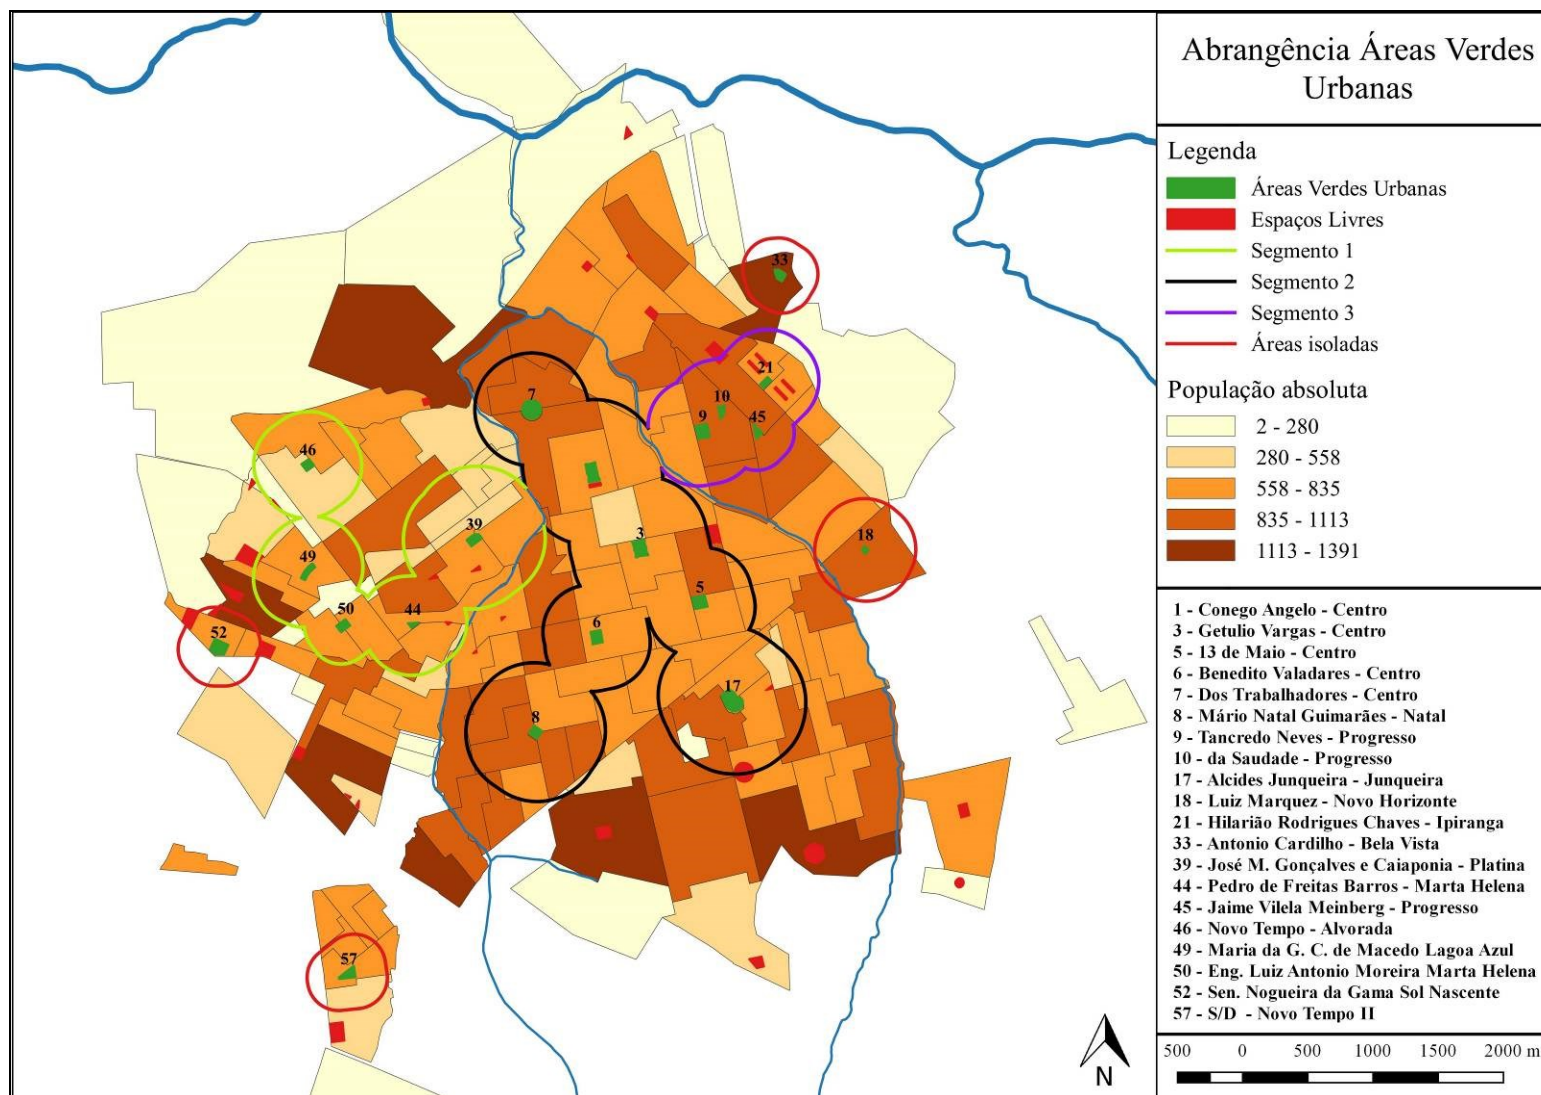 Abrangência Áreas Verdes
Urbanas
Legenda
Áreas Verdes Urbanas
Espaços Livres
Segmento 1
Segmento 2
Segmento 3
Áreas isoladas
População absoluta
2 - 280
280 - 558
558 - 835
835 - 1113
1113 - 1391
1 - Conego Angelo - Centro
3 - Getulio Vargas - Centro
5 - 13 de Maio - Centro
6 - Benedito Valadares - Centro
7 - Dos Trabalhadores - Centro
8 - Mário Natal Guimarães - Natal
9 - Tancredo Neves - Progresso
10 - da Saudade - Progresso
17 - Alcides Junqueira - Junqueira
18 - Luiz Marquez - Novo Horizonte
21 - Hilarião Rodrigues Chaves - Ipiranga
33 - Antonio Cardilho - Bela Vista
39 - José M. Gonçalves e Caiaponia - Platina
44 - Pedro de Freitas Barros - Marta Helena
45 - Jaime Vilela Meinberg - Progresso
46 - Novo Tempo - Alvorada
49 - Maria da G. C. de Macedo Lagoa Azul
50 - Eng. Luiz Antonio Moreira Marta Helena
52 - Sen. Nogueira da Gama Sol Nascente
57 - S/D - Novo Tempo II
500 0 500 1000 1500 2000 m
N
33
21
7
10
9
45
46
39
3
18
49
5
50
44
6
52
17
8
57